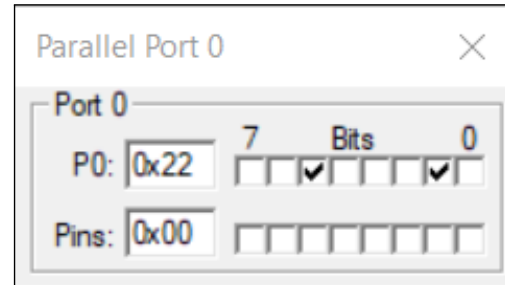 Parallel Port 0
Port 0
7 Bits 0
P0: 0x22
Pins: 0x00